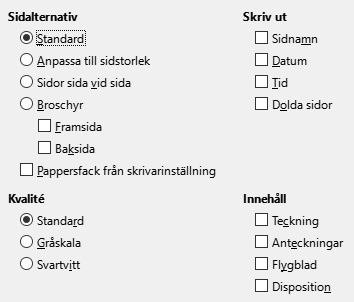 Sidalternativ
Standard
Anpassa till sidstorlek
Sidor sida vid sida
Broschyr
Framsida
Baksida
Pappersfack från skrivarinställning
Skriv ut
Sidnamn
Datum
Tid
Dolda sidor
Kvalité
Standard
Gråskala
Svartvitt
Innehåll
Teckning
Anteckningar
Flygblad
Disposition